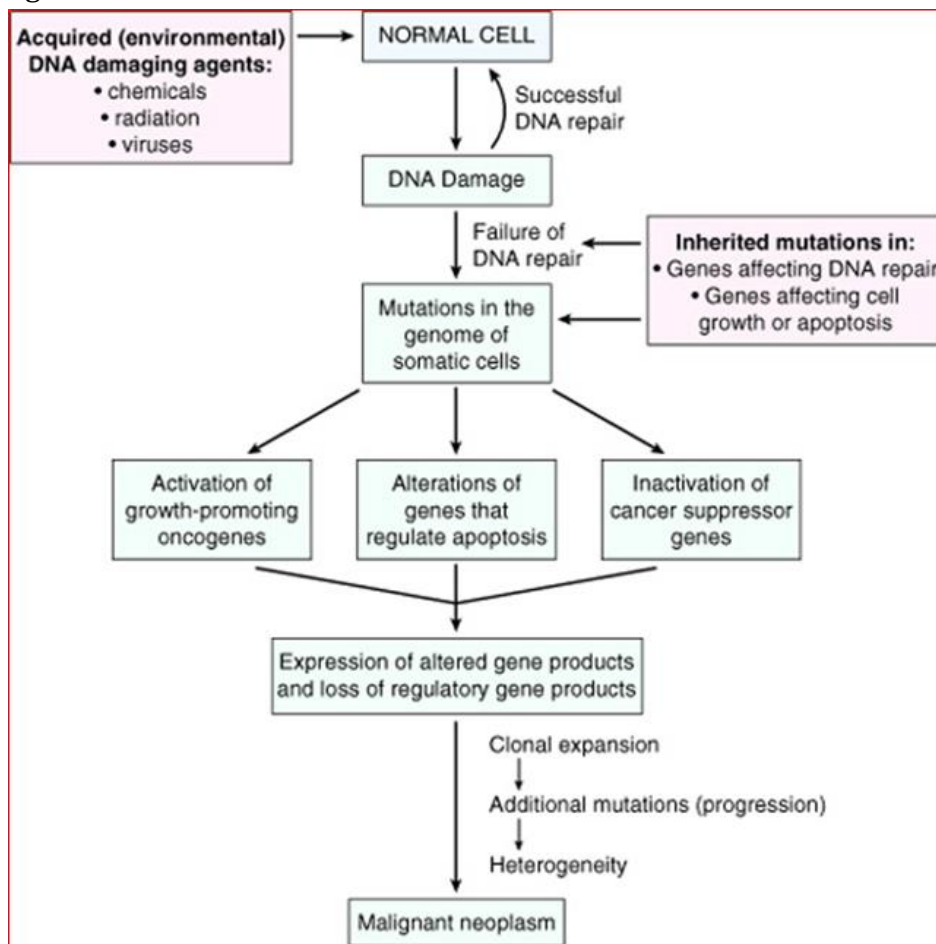 Acquired (environmental)
DNA damaging agents:
• chemicals
• radiation
• viruses
NORMAL CELL
Successful
DNA repair
DNA Damage
Failure of
DNA repair
Inherited mutations in:
• Genes affecting DNA repair
• Genes affecting cell
growth or apoptosis
Mutations in the
genome of
somatic cells
Activation of
growth-promoting
oncogenes
Alterations of
genes that
regulate apoptosis
Inactivation of
cancer suppressor
genes
Expression of altered gene products
and loss of regulatory gene products
Clonal expansion
Additional mutations (progression)
Heterogeneity
Malignant neoplasm